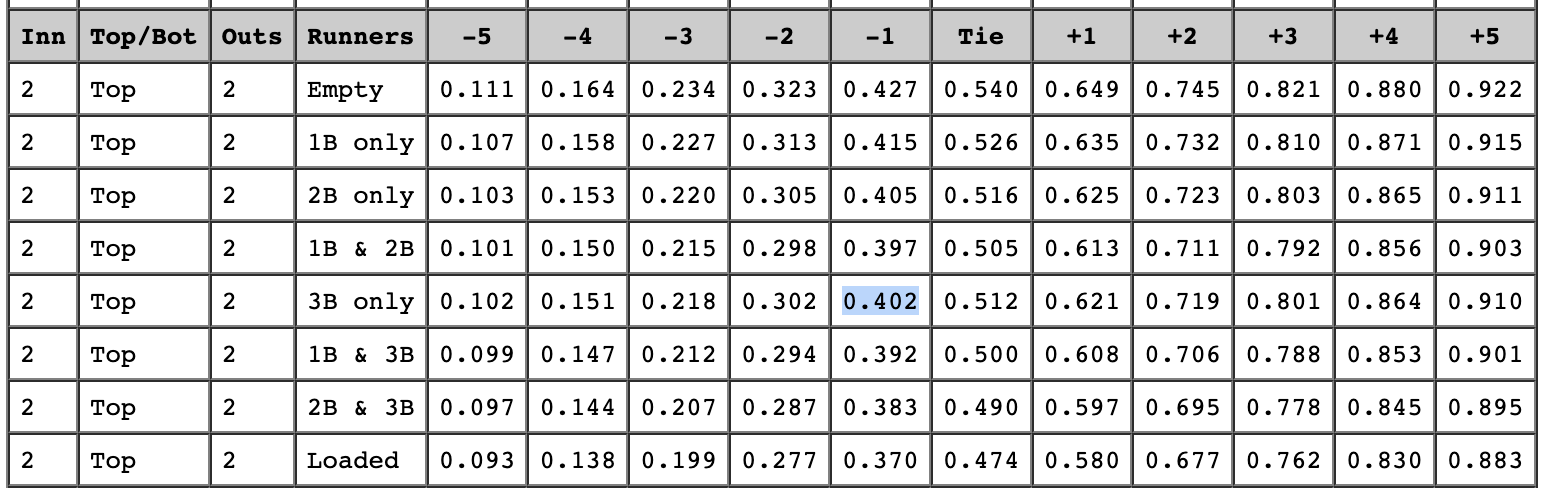 Inn Top/Bot Outs Runners -5 -4 -3 -2 -1 Tie +1 +2 +3 +4 +5
2 Top 2 Empty 0.111 0.164 0.234 0.323 0.427 0.540 0.649 0.745 0.821 0.880 0.922
2 Top 2 1B only 0.107 0.158 0.227 0.313 0.415 0.526 0.635 0.732 0.810 0.871 0.915
2 Top 2 2B only 0.103 0.153 0.220 0.305 0.405 0.516 0.625 0.723 0.803 0.865 0.911
2 Top 2 1B & 2B 0.101 0.150 0.215 0.298 0.397 0.505 0.613 0.711 0.792 0.856 0.903
2 Top 2 3B only 0.102 0.151 0.218 0.302 0.402 0.512 0.621 0.719 0.801 0.864 0.910
2 Top 2 1B & 3B 0.099 0.147 0.212 0.294 0.392 0.500 0.608 0.706 0.788 0.853 0.901
2 Top 2 2B & 3B 0.097 0.144 0.207 0.287 0.383 0.490 0.597 0.695 0.778 0.845 0.895
2 Top 2 Loaded 0.093 0.138 0.199 0.277 0.370 0.474 0.580 0.677 0.762 0.830 0.883